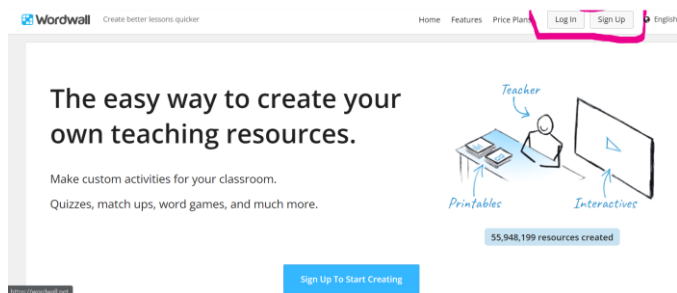 Wordwall Create better lessons quicker Home Features Price Plans Log In Sign Up English
The easy way to create your
own teaching resources.
Make custom activities for your classroom.
Quizzes, match ups, word games, and much more.
Teacher
Printables Interactives
55,948,199 resources created
Sign Up To Start Creating
https://wordwall.net